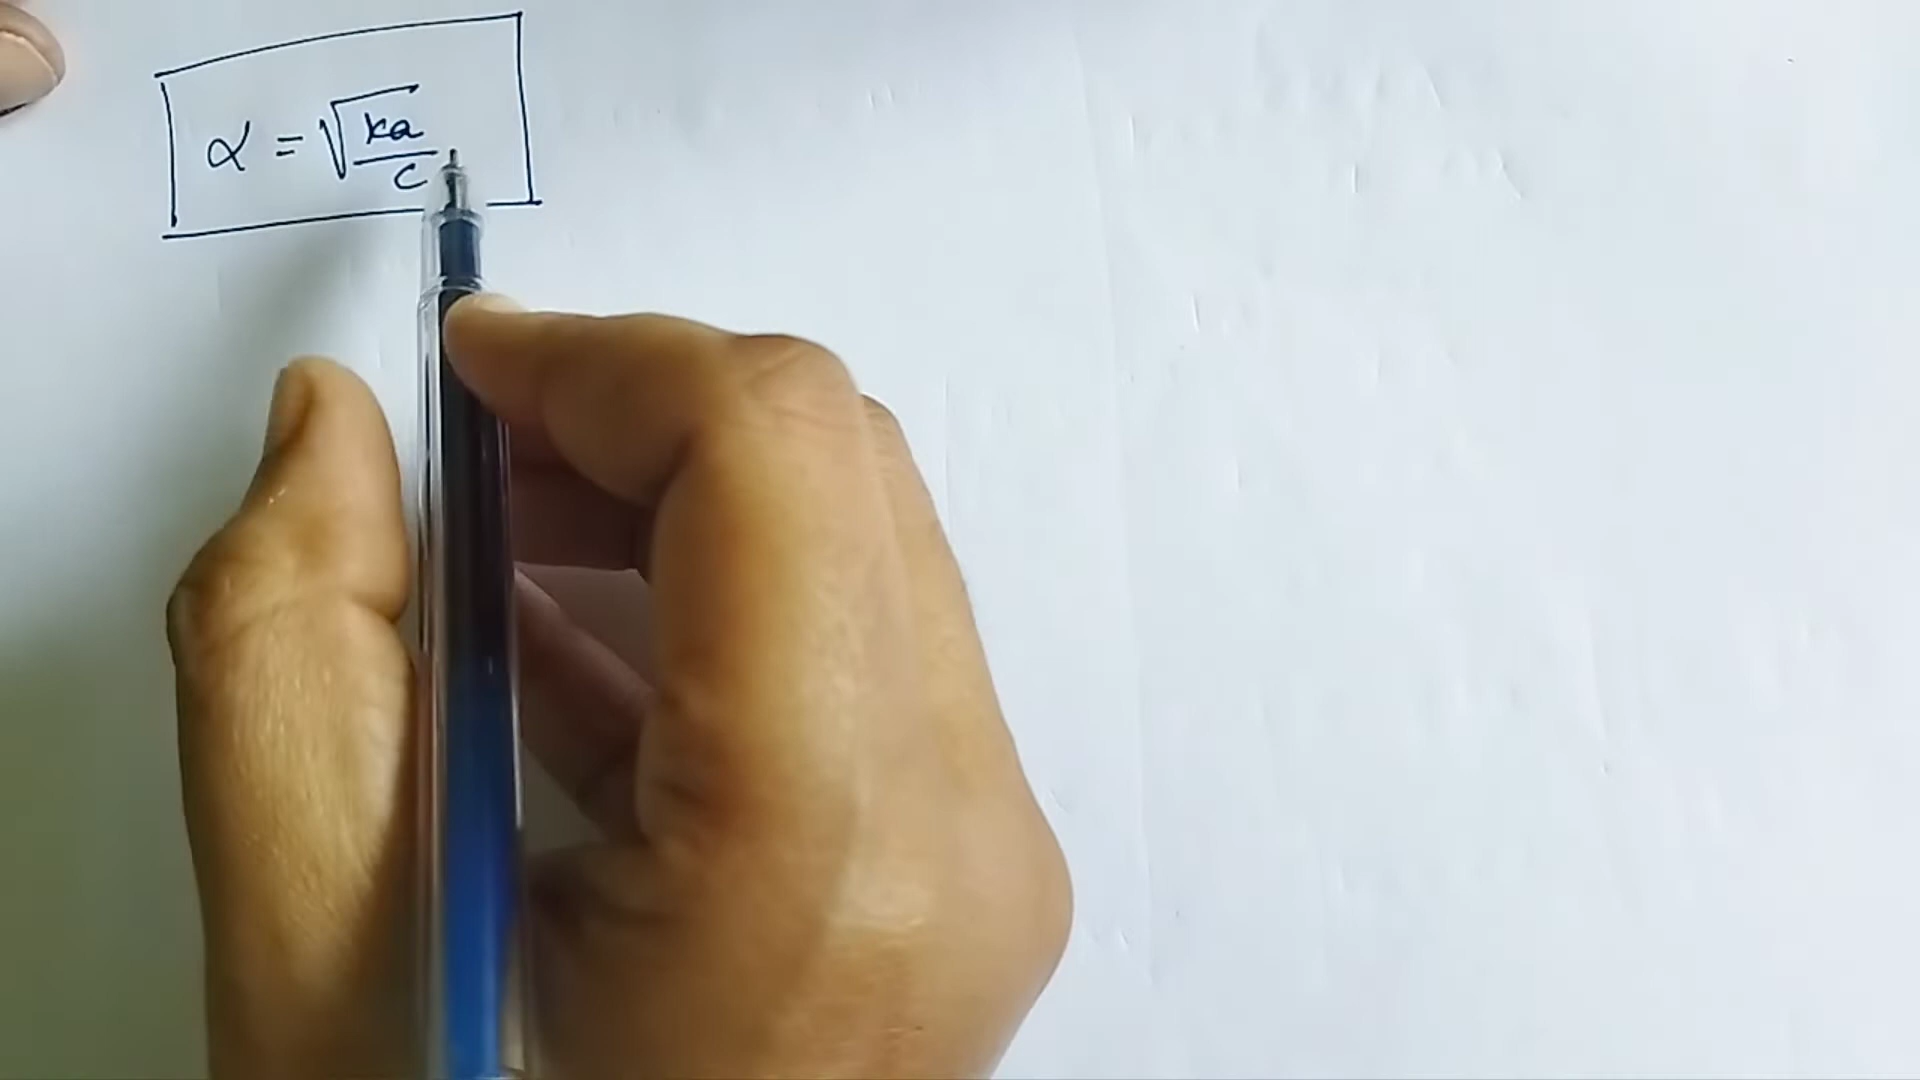 α = √(ka/c)